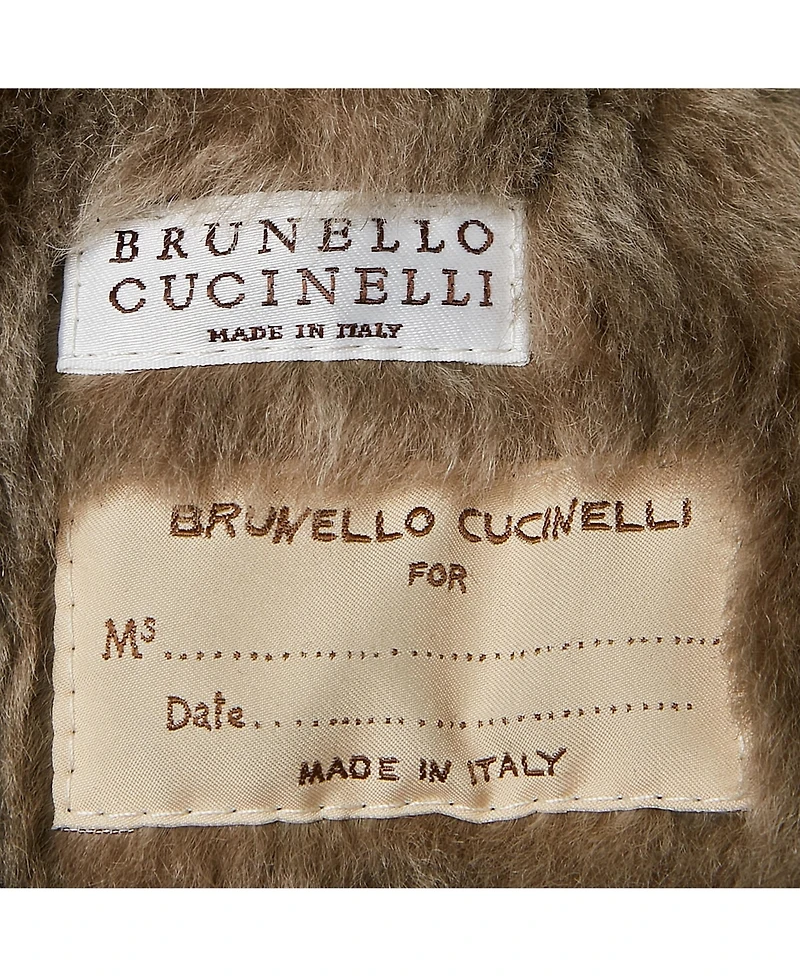 BRUNELLO
CUCINELLI
MADE IN ITALY
BRUNELLO CUCINELLI
FOR
Ms................................................
Date.......................................
MADE IN ITALY